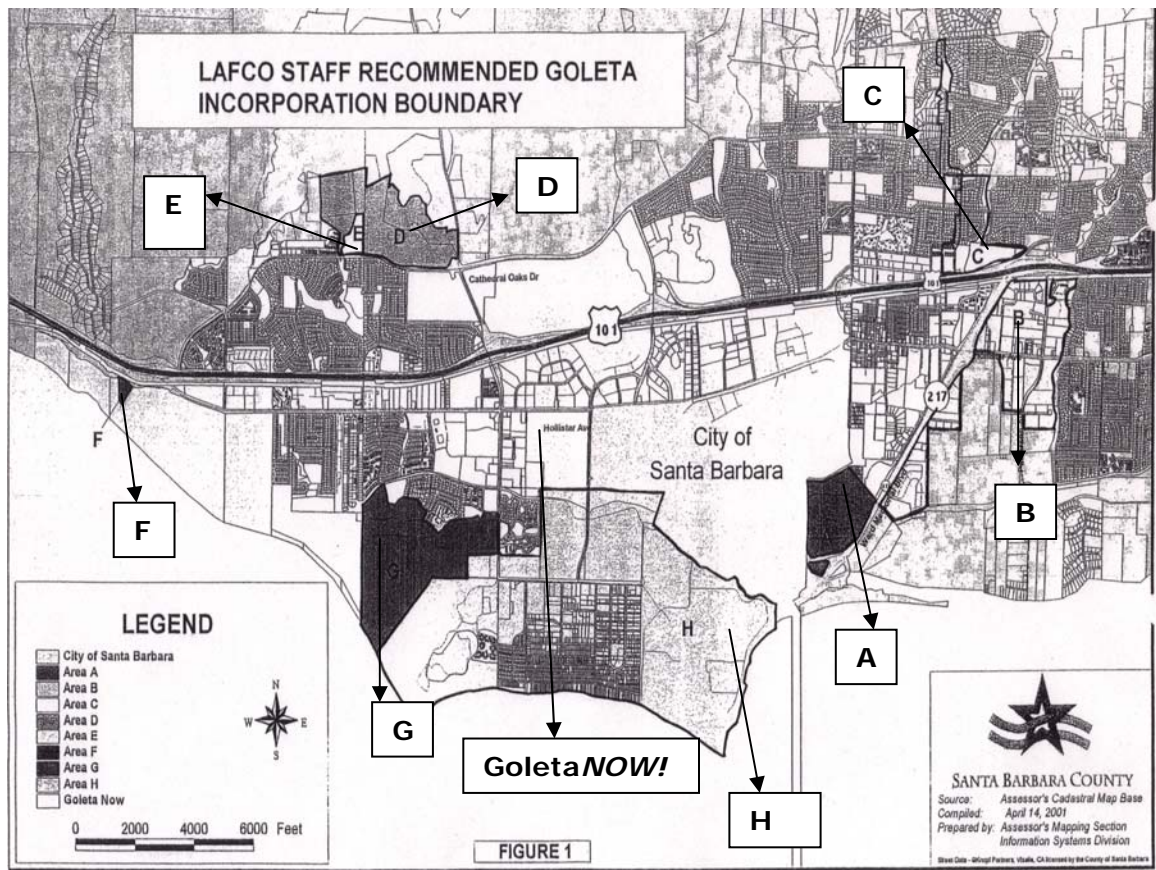 LAFCO STAFF RECOMMENDED GOLETA
INCORPORATION BOUNDARY
C
E
D
E
D
C
Cathedral Oaks Dr
101
101
B
217
F
Hollister Ave
City of
Santa Barbara
F
B
G
H
A
G
GoletaNOW!
H
LEGEND
City of Santa Barbara
Area A
Area B
Area C
Area D
Area E
Area F
Area G
Area H
Goleta Now
N
W
E
S
0 2000 4000 6000 Feet
FIGURE 1
SANTA BARBARA COUNTY
Source: Assessor's Cadastral Map Base
Compiled: April 14, 2001
Prepared by: Assessor's Mapping Section
Information Systems Division